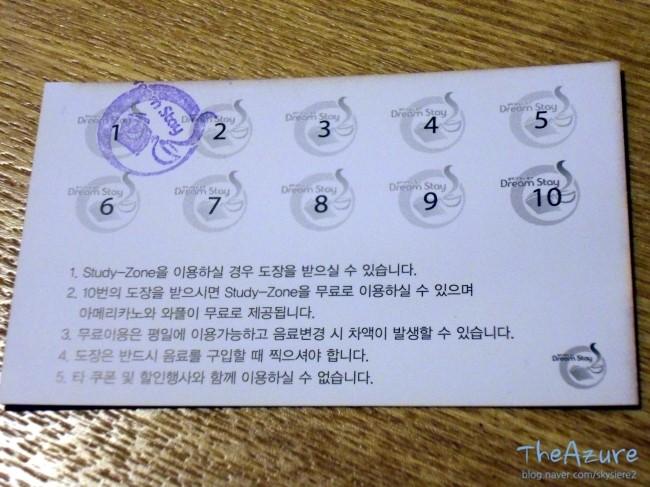 Dream Stay
1 2 3 4 5
Dream Stay Dream Stay Dream Stay Dream Stay
6 7 8 9 10
Dream Stay Dream Stay Dream Stay Dream Stay Dream Stay
1. Study-Zone을 이용하실 경우 도장을 받으실 수 있습니다.
2. 10번의 도장을 받으시면 Study-Zone을 무료로 이용하실 수 있으며
아메리카노와 와플이 무료로 제공됩니다.
3. 무료이용은 평일에 이용가능하고 음료변경 시 차액이 발생할 수 있습니다.
4. 도장은 반드시 음료를 구입할 때 찍으셔야 합니다.
5. 타 쿠폰 및 할인행사와 함께 이용하실 수 없습니다.
Dream Stay
TheAzure
blog.naver.com/skysiere2